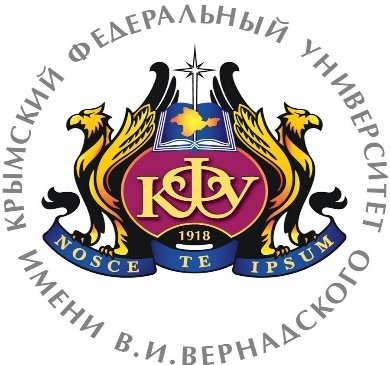 КРЫМСКИЙ ФЕДЕРАЛЬНЫЙ УНИВЕРСИТЕТ
КФУ
1918
NOSCE TE IPSUM
ИМЕНИ В.И.ВЕРНАДСКОГО